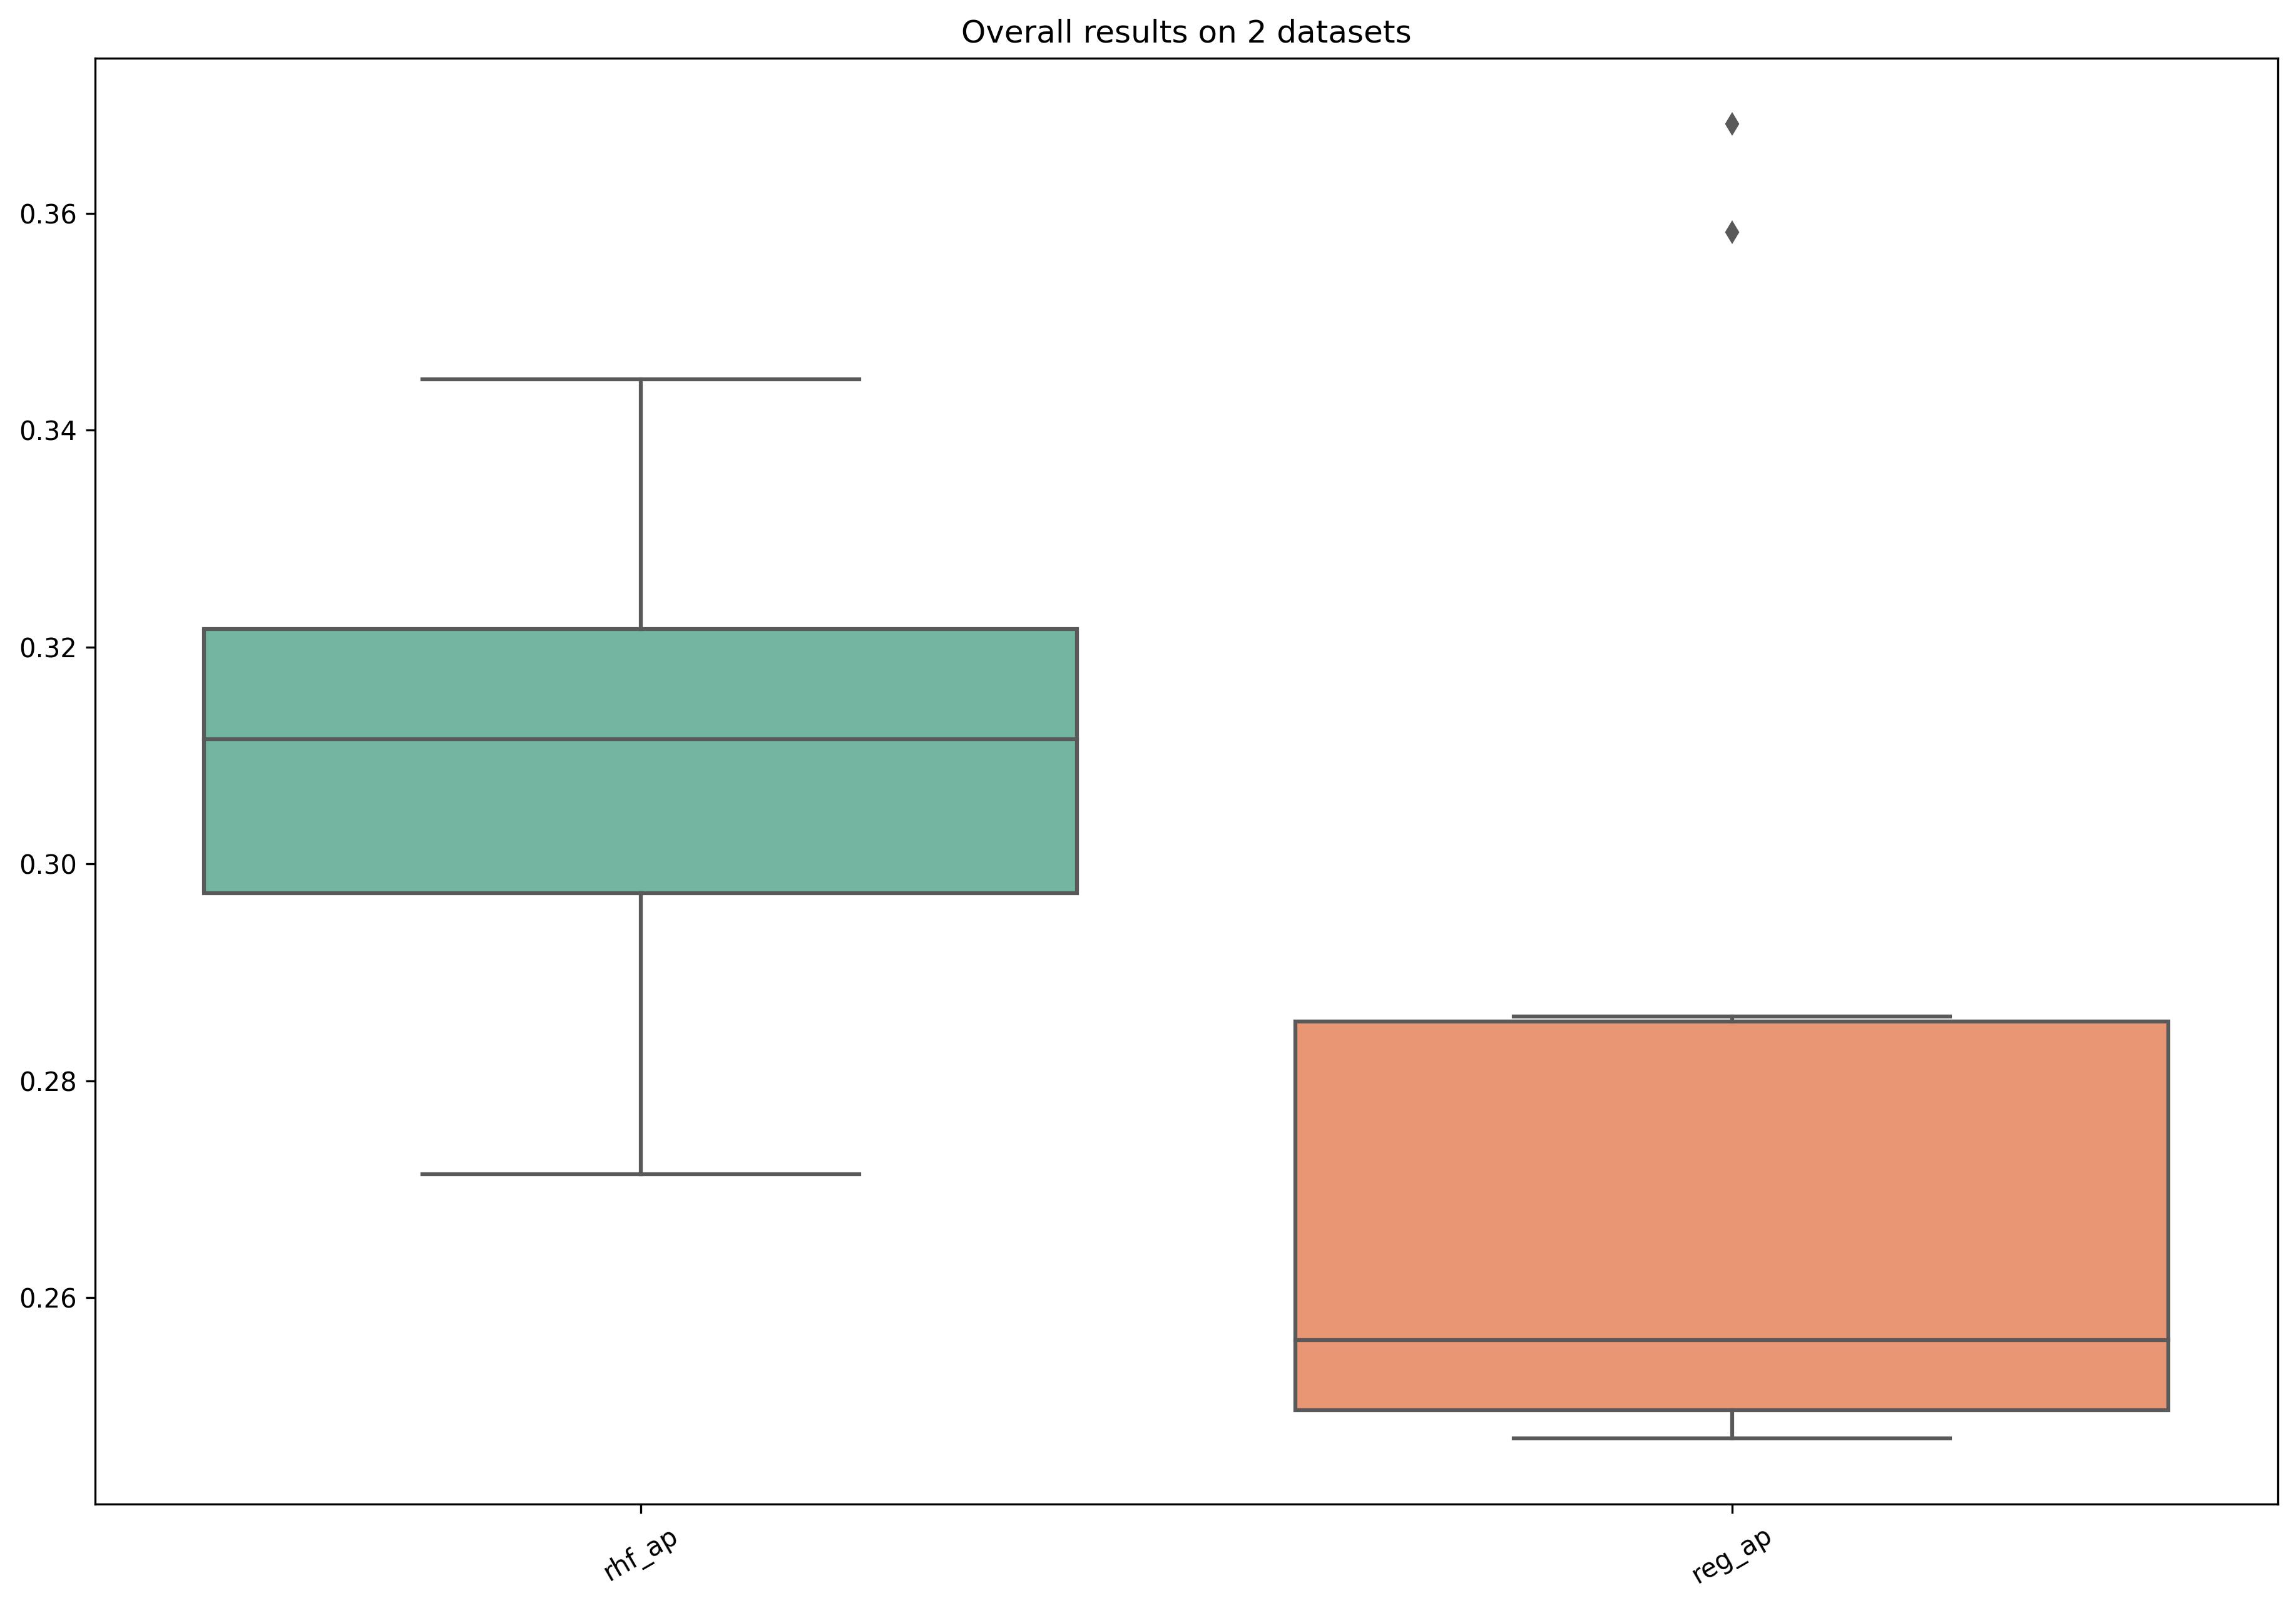 Overall results on 2 datasets
0.36
0.34
0.32
0.30
0.28
0.26
rhf_ap
reg_ap